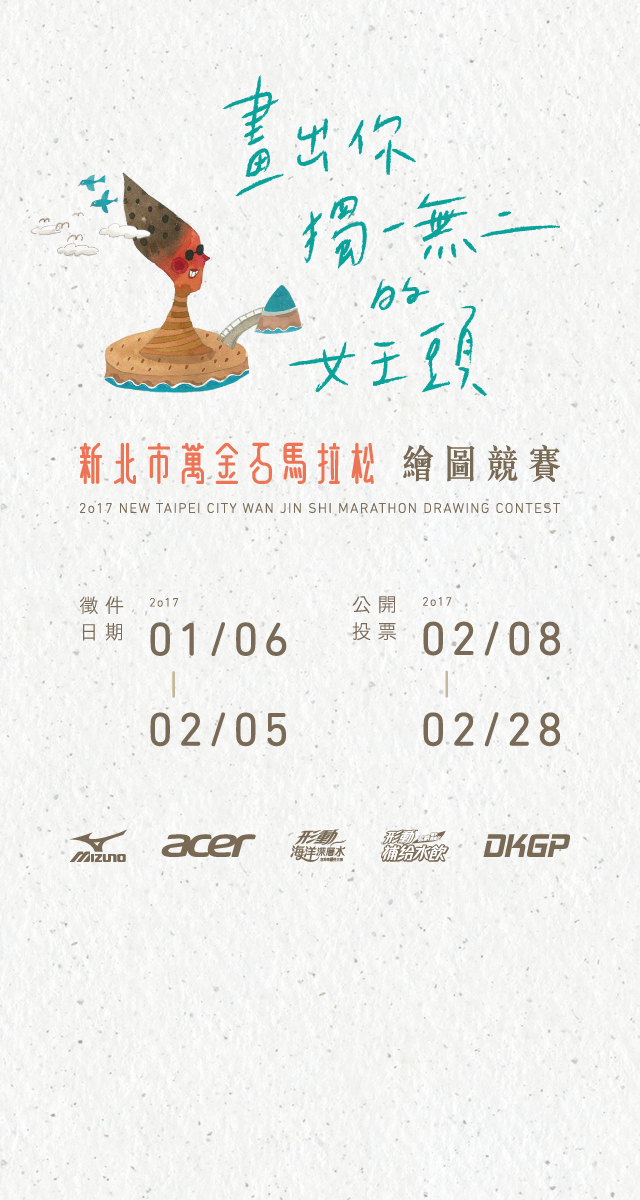 畫出你
獨一無二
的
女王頭
新北市萬金石馬拉松 繪圖競賽
2017 NEW TAIPEI CITY WAN JIN SHI MARATHON DRAWING CONTEST
徵件日期
2017
01/06
|
02/05
公開投票
2017
02/08
|
02/28
MIZUNO
acer
形動
海洋深層水
形動
補給水飲
DKGP